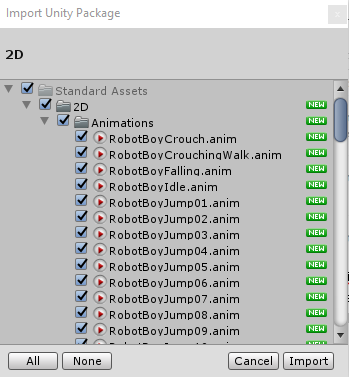 Import Unity Package
2D
Standard Assets
2D NEW
Animations NEW
RobotBoyCrouch.anim NEW
RobotBoyCrouchingWalk.anim NEW
RobotBoyFalling.anim NEW
RobotBoyIdle.anim NEW
RobotBoyJump01.anim NEW
RobotBoyJump02.anim NEW
RobotBoyJump03.anim NEW
RobotBoyJump04.anim NEW
RobotBoyJump05.anim NEW
RobotBoyJump06.anim NEW
RobotBoyJump07.anim NEW
RobotBoyJump08.anim NEW
RobotBoyJump09.anim NEW
All None Cancel Import